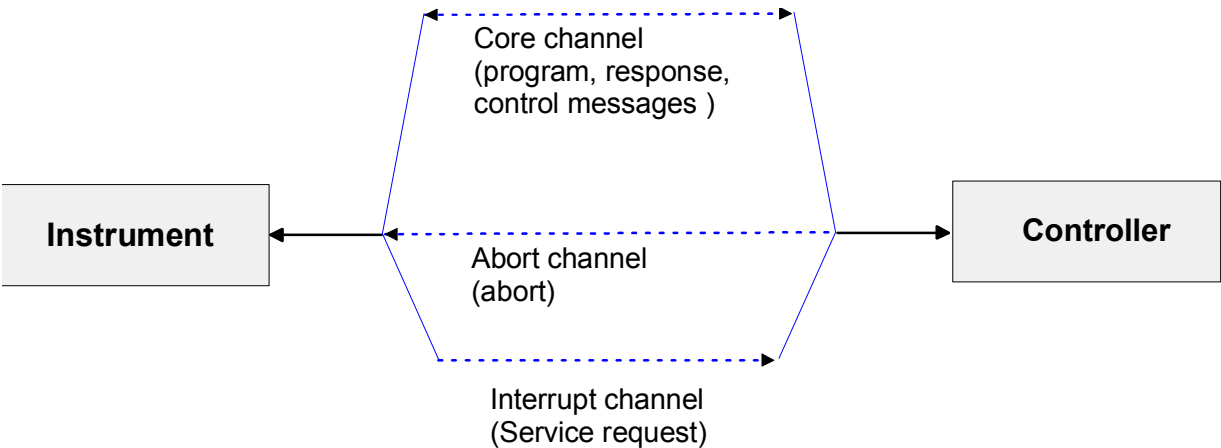 Core channel
(program, response,
control messages )
Instrument
Controller
Abort channel
(abort)
Interrupt channel
(Service request)